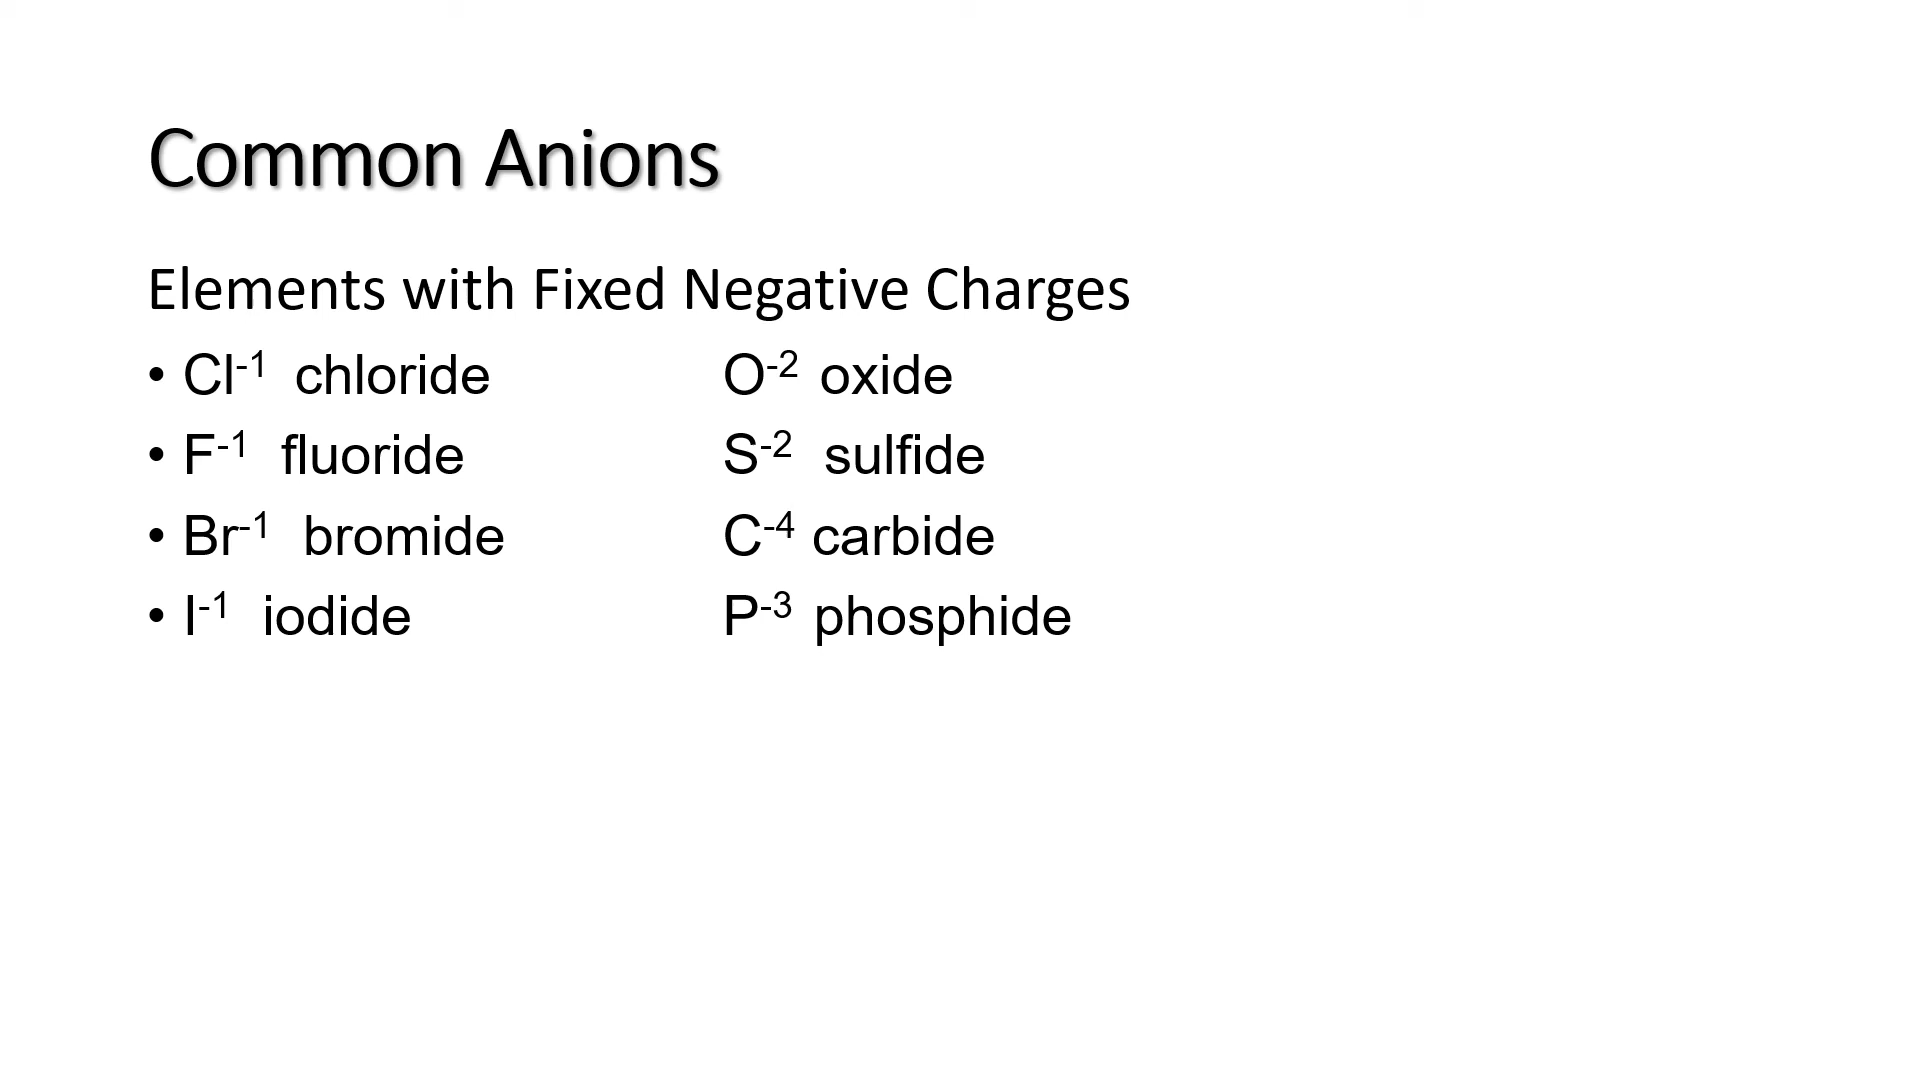 Common Anions
Elements with Fixed Negative Charges
• Cl⁻¹ chloride O⁻² oxide
• F⁻¹ fluoride S⁻² sulfide
• Br⁻¹ bromide C⁻⁴ carbide
• I⁻¹ iodide P⁻³ phosphide